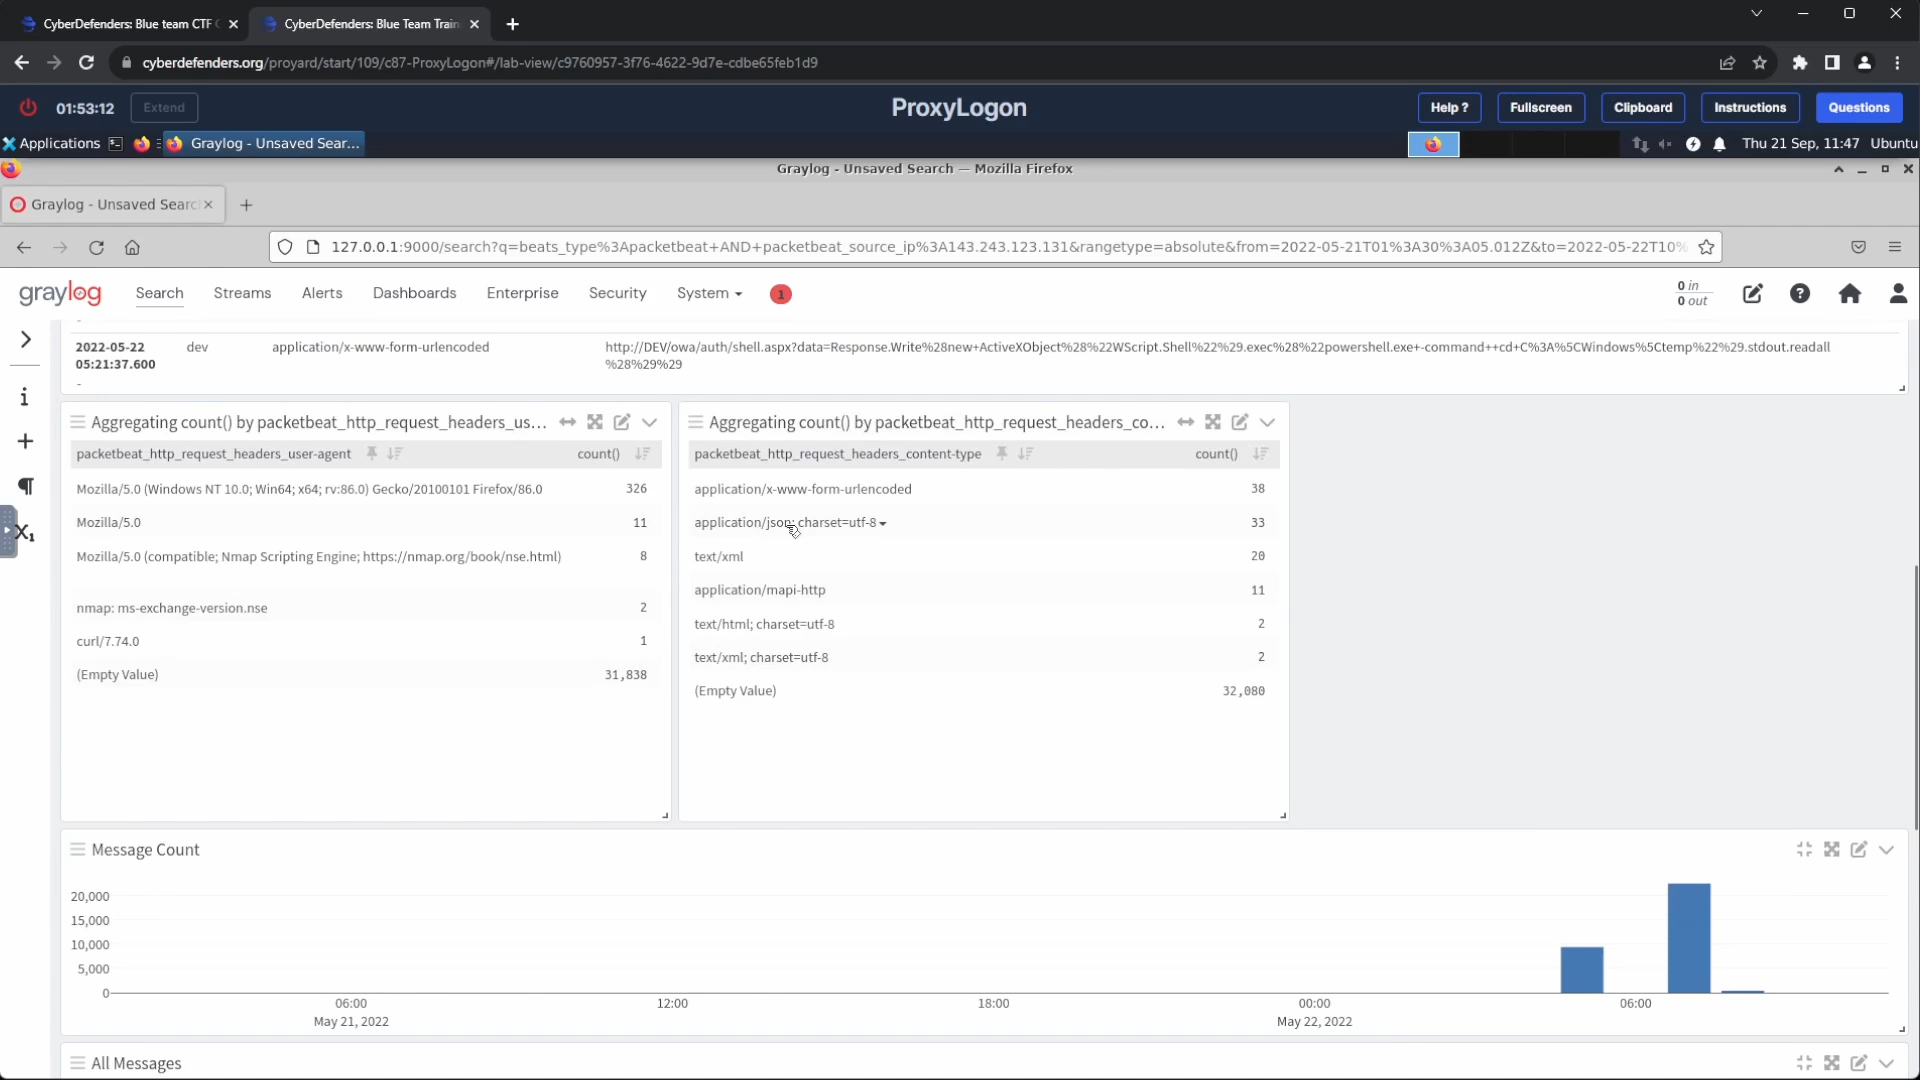 CyberDefenders: Blue team CTF C
CyberDefenders: Blue Team Train
cyberdefenders.org/proyard/start/109/c87-ProxyLogon#/lab-view/c9760957-3f76-4622-9d7e-cdbe65feb1d9
01:53:12 Extend ProxyLogon Help ? Fullscreen Clipboard Instructions Questions
Applications Graylog - Unsaved Sear... Thu 21 Sep, 11:47 Ubuntu
Graylog - Unsaved Search — Mozilla Firefox
Graylog - Unsaved Searc
127.0.0.1:9000/search?q=beats_type%3Apacketbeat+AND+packetbeat_source_ip%3A143.243.123.131&rangetype=absolute&from=2022-05-21T01%3A30%3A05.012Z&to=2022-05-22T10%
graylog Search Streams Alerts Dashboards Enterprise Security System 1 0 in
0 out
2022-05-22 dev application/x-www-form-urlencoded http://DEV/owa/auth/shell.aspx?data=Response.Write%28new+ActiveXObject%28%22WScript.Shell%22%29.exec%28%22powershell.exe+-command++cd+C%3A%5CWindows%5Ctemp%22%29.stdout.readall
05:21:37.600 %28%29%29
-
Aggregating count() by packetbeat_http_request_headers_us...
packetbeat_http_request_headers_user-agent count()
Mozilla/5.0 (Windows NT 10.0; Win64; x64; rv:86.0) Gecko/20100101 Firefox/86.0 326
Mozilla/5.0 11
Mozilla/5.0 (compatible; Nmap Scripting Engine; https://nmap.org/book/nse.html) 8
nmap: ms-exchange-version.nse 2
curl/7.74.0 1
(Empty Value) 31,838
Aggregating count() by packetbeat_http_request_headers_co...
packetbeat_http_request_headers_content-type count()
application/x-www-form-urlencoded 38
application/json; charset=utf-8 33
text/xml 20
application/mapi-http 11
text/html; charset=utf-8 2
text/xml; charset=utf-8 2
(Empty Value) 32,080
Message Count
20,000
15,000
10,000
5,000
0
06:00 12:00 18:00 00:00 06:00
May 21, 2022 May 22, 2022
All Messages